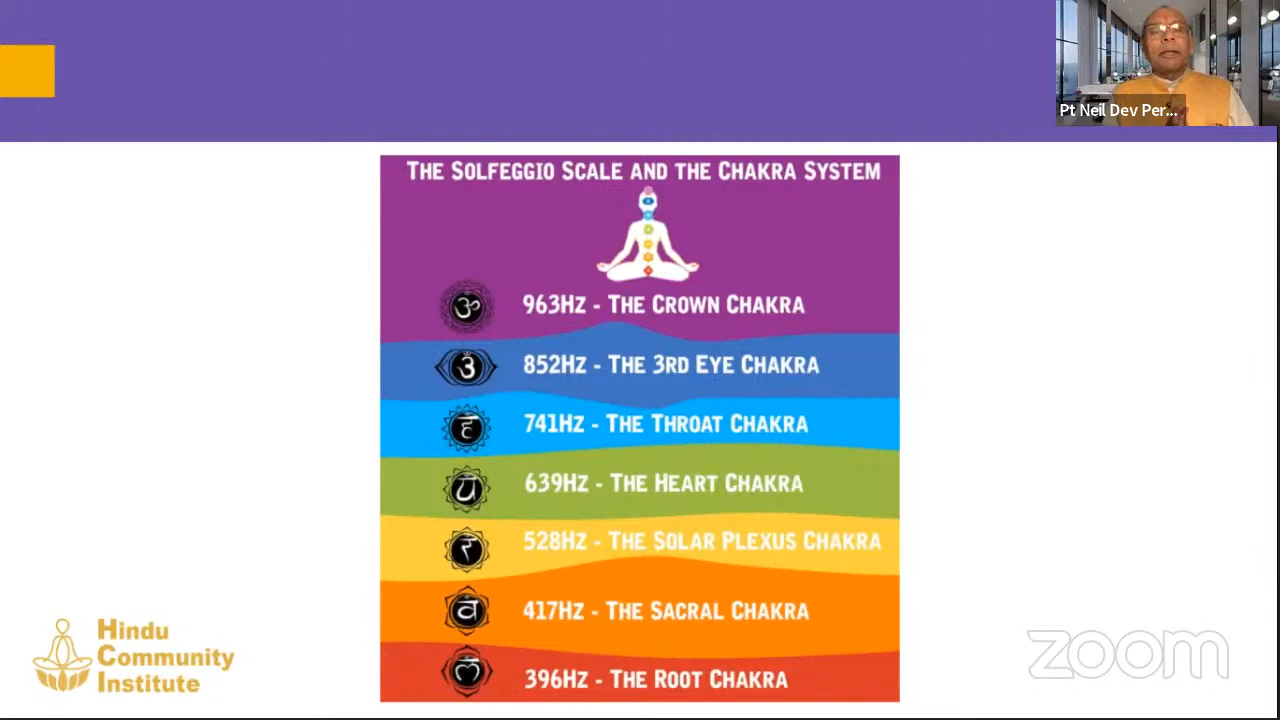 Pt Neil Dev Per...
THE SOLFEGGIO SCALE AND THE CHAKRA SYSTEM
ॐ 963HZ - THE CROWN CHAKRA
ॐ 852HZ - THE 3RD EYE CHAKRA
हं 741HZ - THE THROAT CHAKRA
यं 639HZ - THE HEART CHAKRA
रं 528HZ - THE SOLAR PLEXUS CHAKRA
वं 417HZ - THE SACRAL CHAKRA
लं 396HZ - THE ROOT CHAKRA
Hindu
Community
Institute
zoom